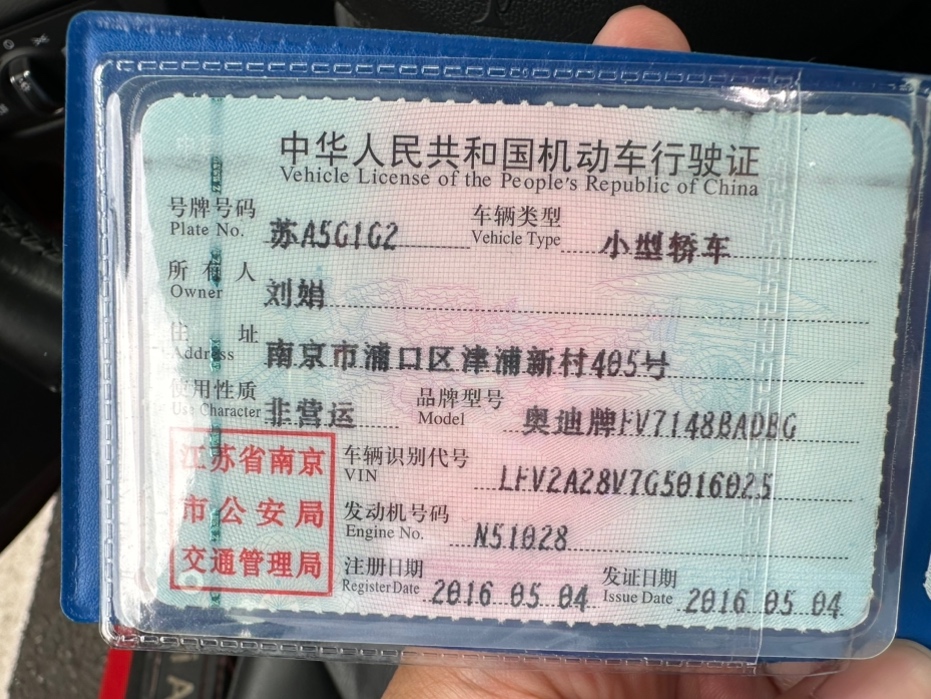 中华人民共和国机动车行驶证
Vehicle License of the People's Republic of China
号牌号码 苏A5G1G2 车辆类型 小型轿车
Plate No. Vehicle Type
所有人 刘娟
Owner
住址 南京市浦口区津浦新村405号
Address
使用性质 非营运 品牌型号 奥迪牌FV7148BADBG
Use Character Model
江苏省南京
市公安局
交通管理局
车辆识别代号 LFV2A28V7G5016025
VIN
发动机号码 N51028
Engine No.
注册日期 2016.05.04 发证日期 2016.05.04
Register Date Issue Date